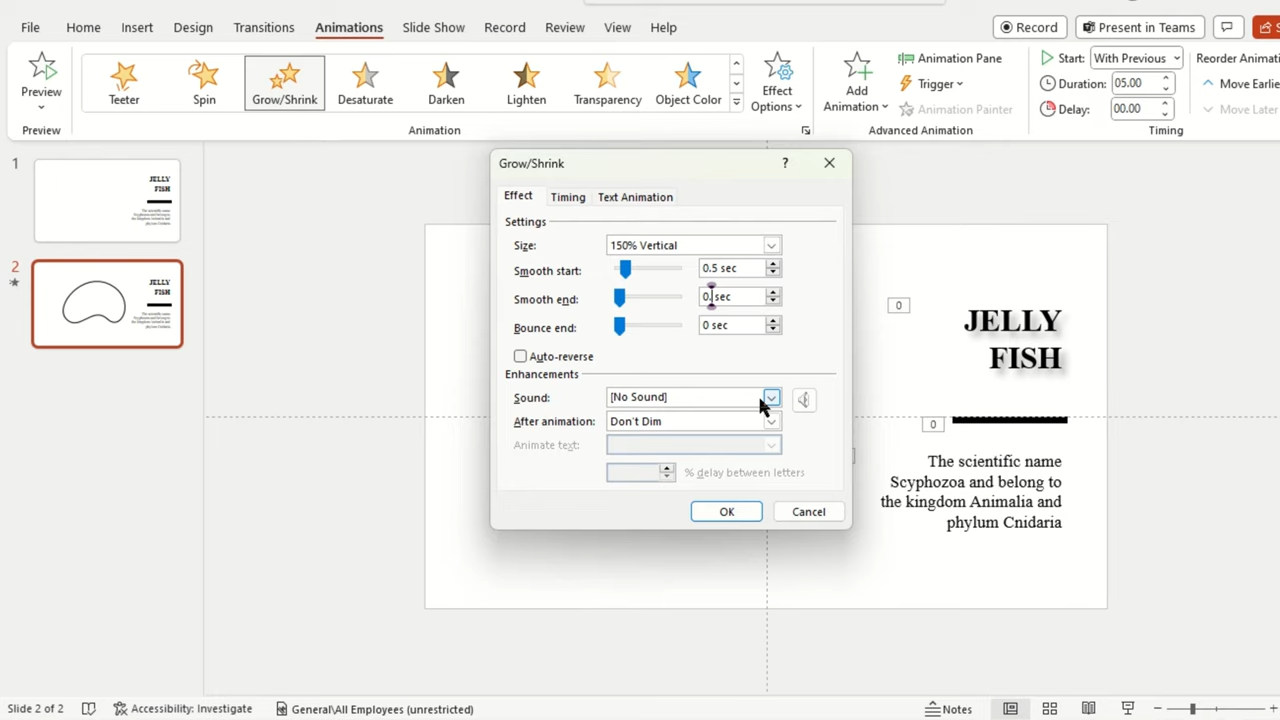 File Home Insert Design Transitions Animations Slide Show Record Review View Help Record Present in Teams
Preview
Preview
Teeter Spin Grow/Shrink Desaturate Darken Lighten Transparency Object Color
Animation
Effect
Options
Add
Animation
Animation Pane
Trigger
Animation Painter
Advanced Animation
Start: With Previous
Duration: 05.00
Delay: 00.00
Timing
Move Earlier
Move Later
1
JELLY
FISH
2
JELLY
FISH
Grow/Shrink ?
Effect Timing Text Animation
Settings
Size: 150% Vertical
Smooth start: 0.5 sec
Smooth end: 0. sec
Bounce end: 0 sec
Auto-reverse
Enhancements
Sound: [No Sound]
After animation: Don't Dim
Animate text:
% delay between letters
OK Cancel
0
JELLY
FISH
0
The scientific name
Scyphozoa and belong to
the kingdom Animalia and
phylum Cnidaria
Slide 2 of 2 Accessibility: Investigate General\All Employees (unrestricted) Notes